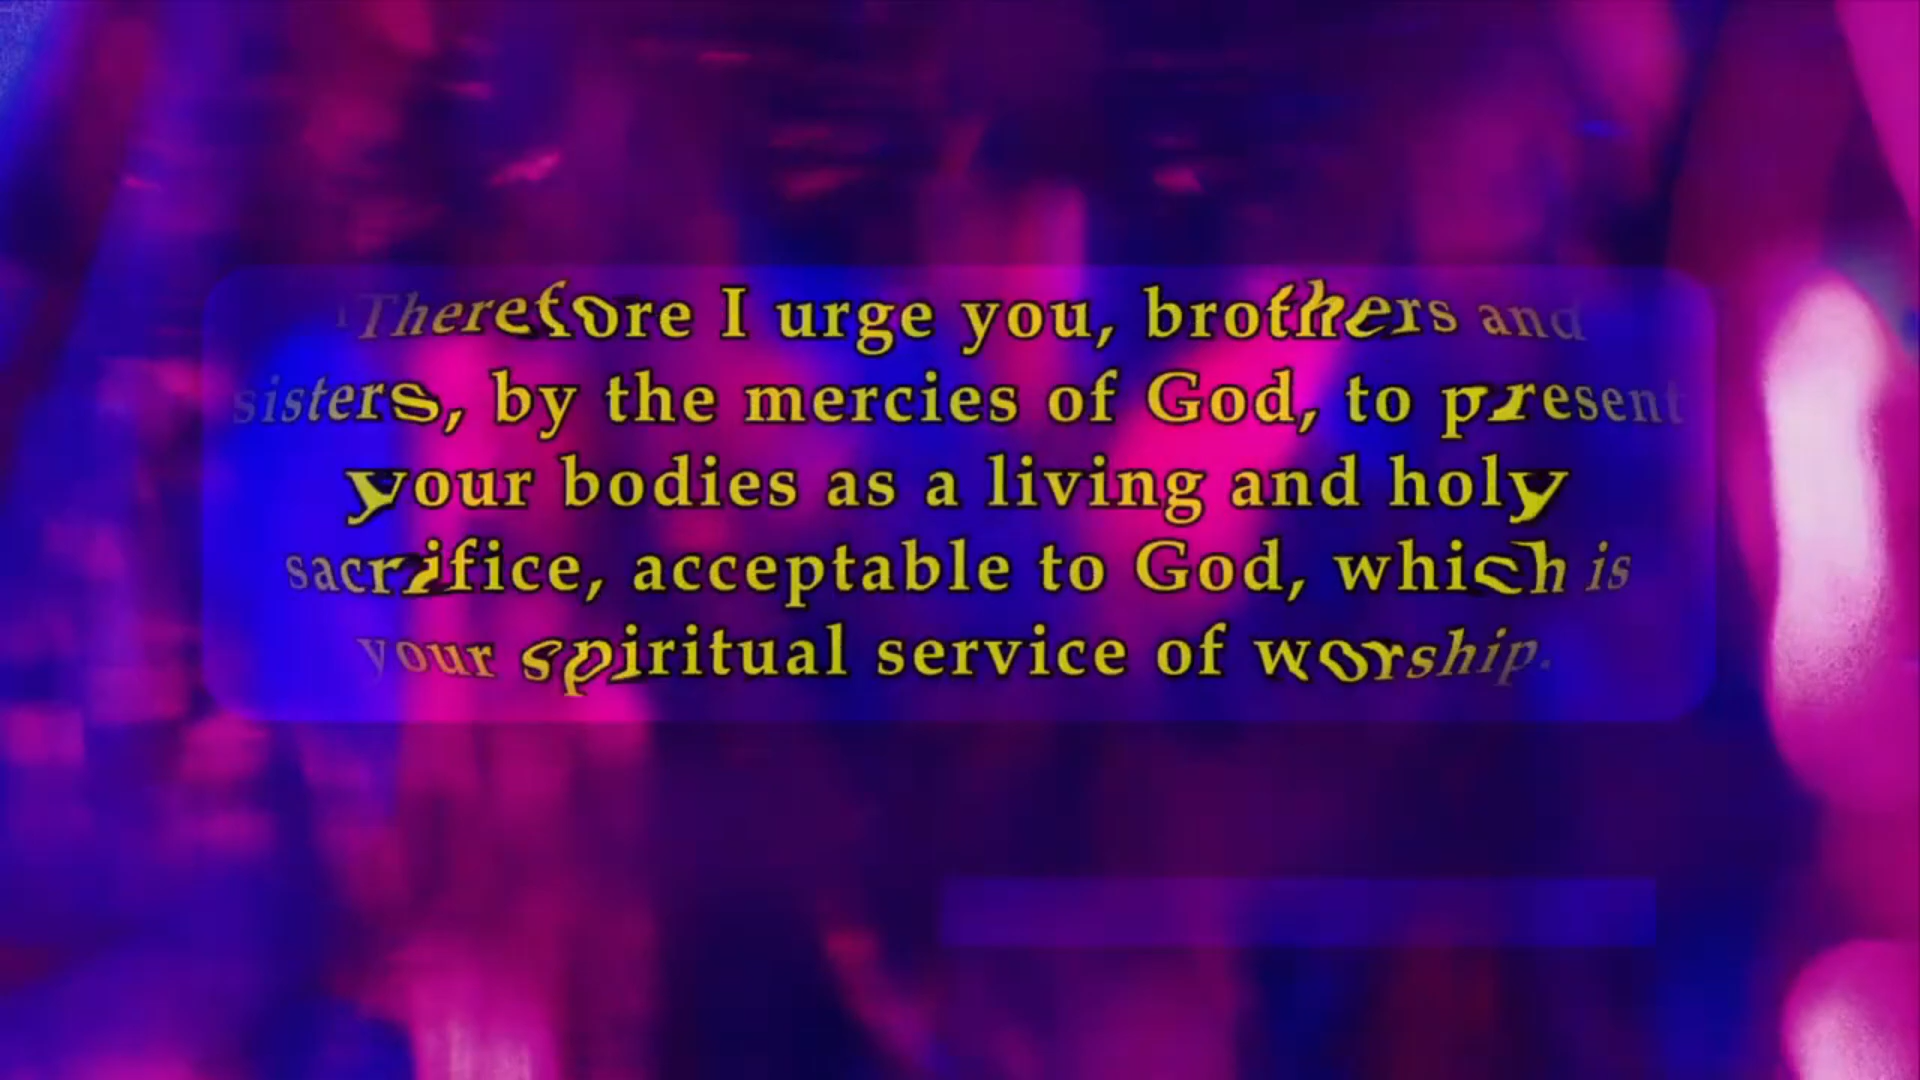 Therefore I urge you, brothers and
sisters, by the mercies of God, to present
your bodies as a living and holy
sacrifice, acceptable to God, which is
your spiritual service of worship.